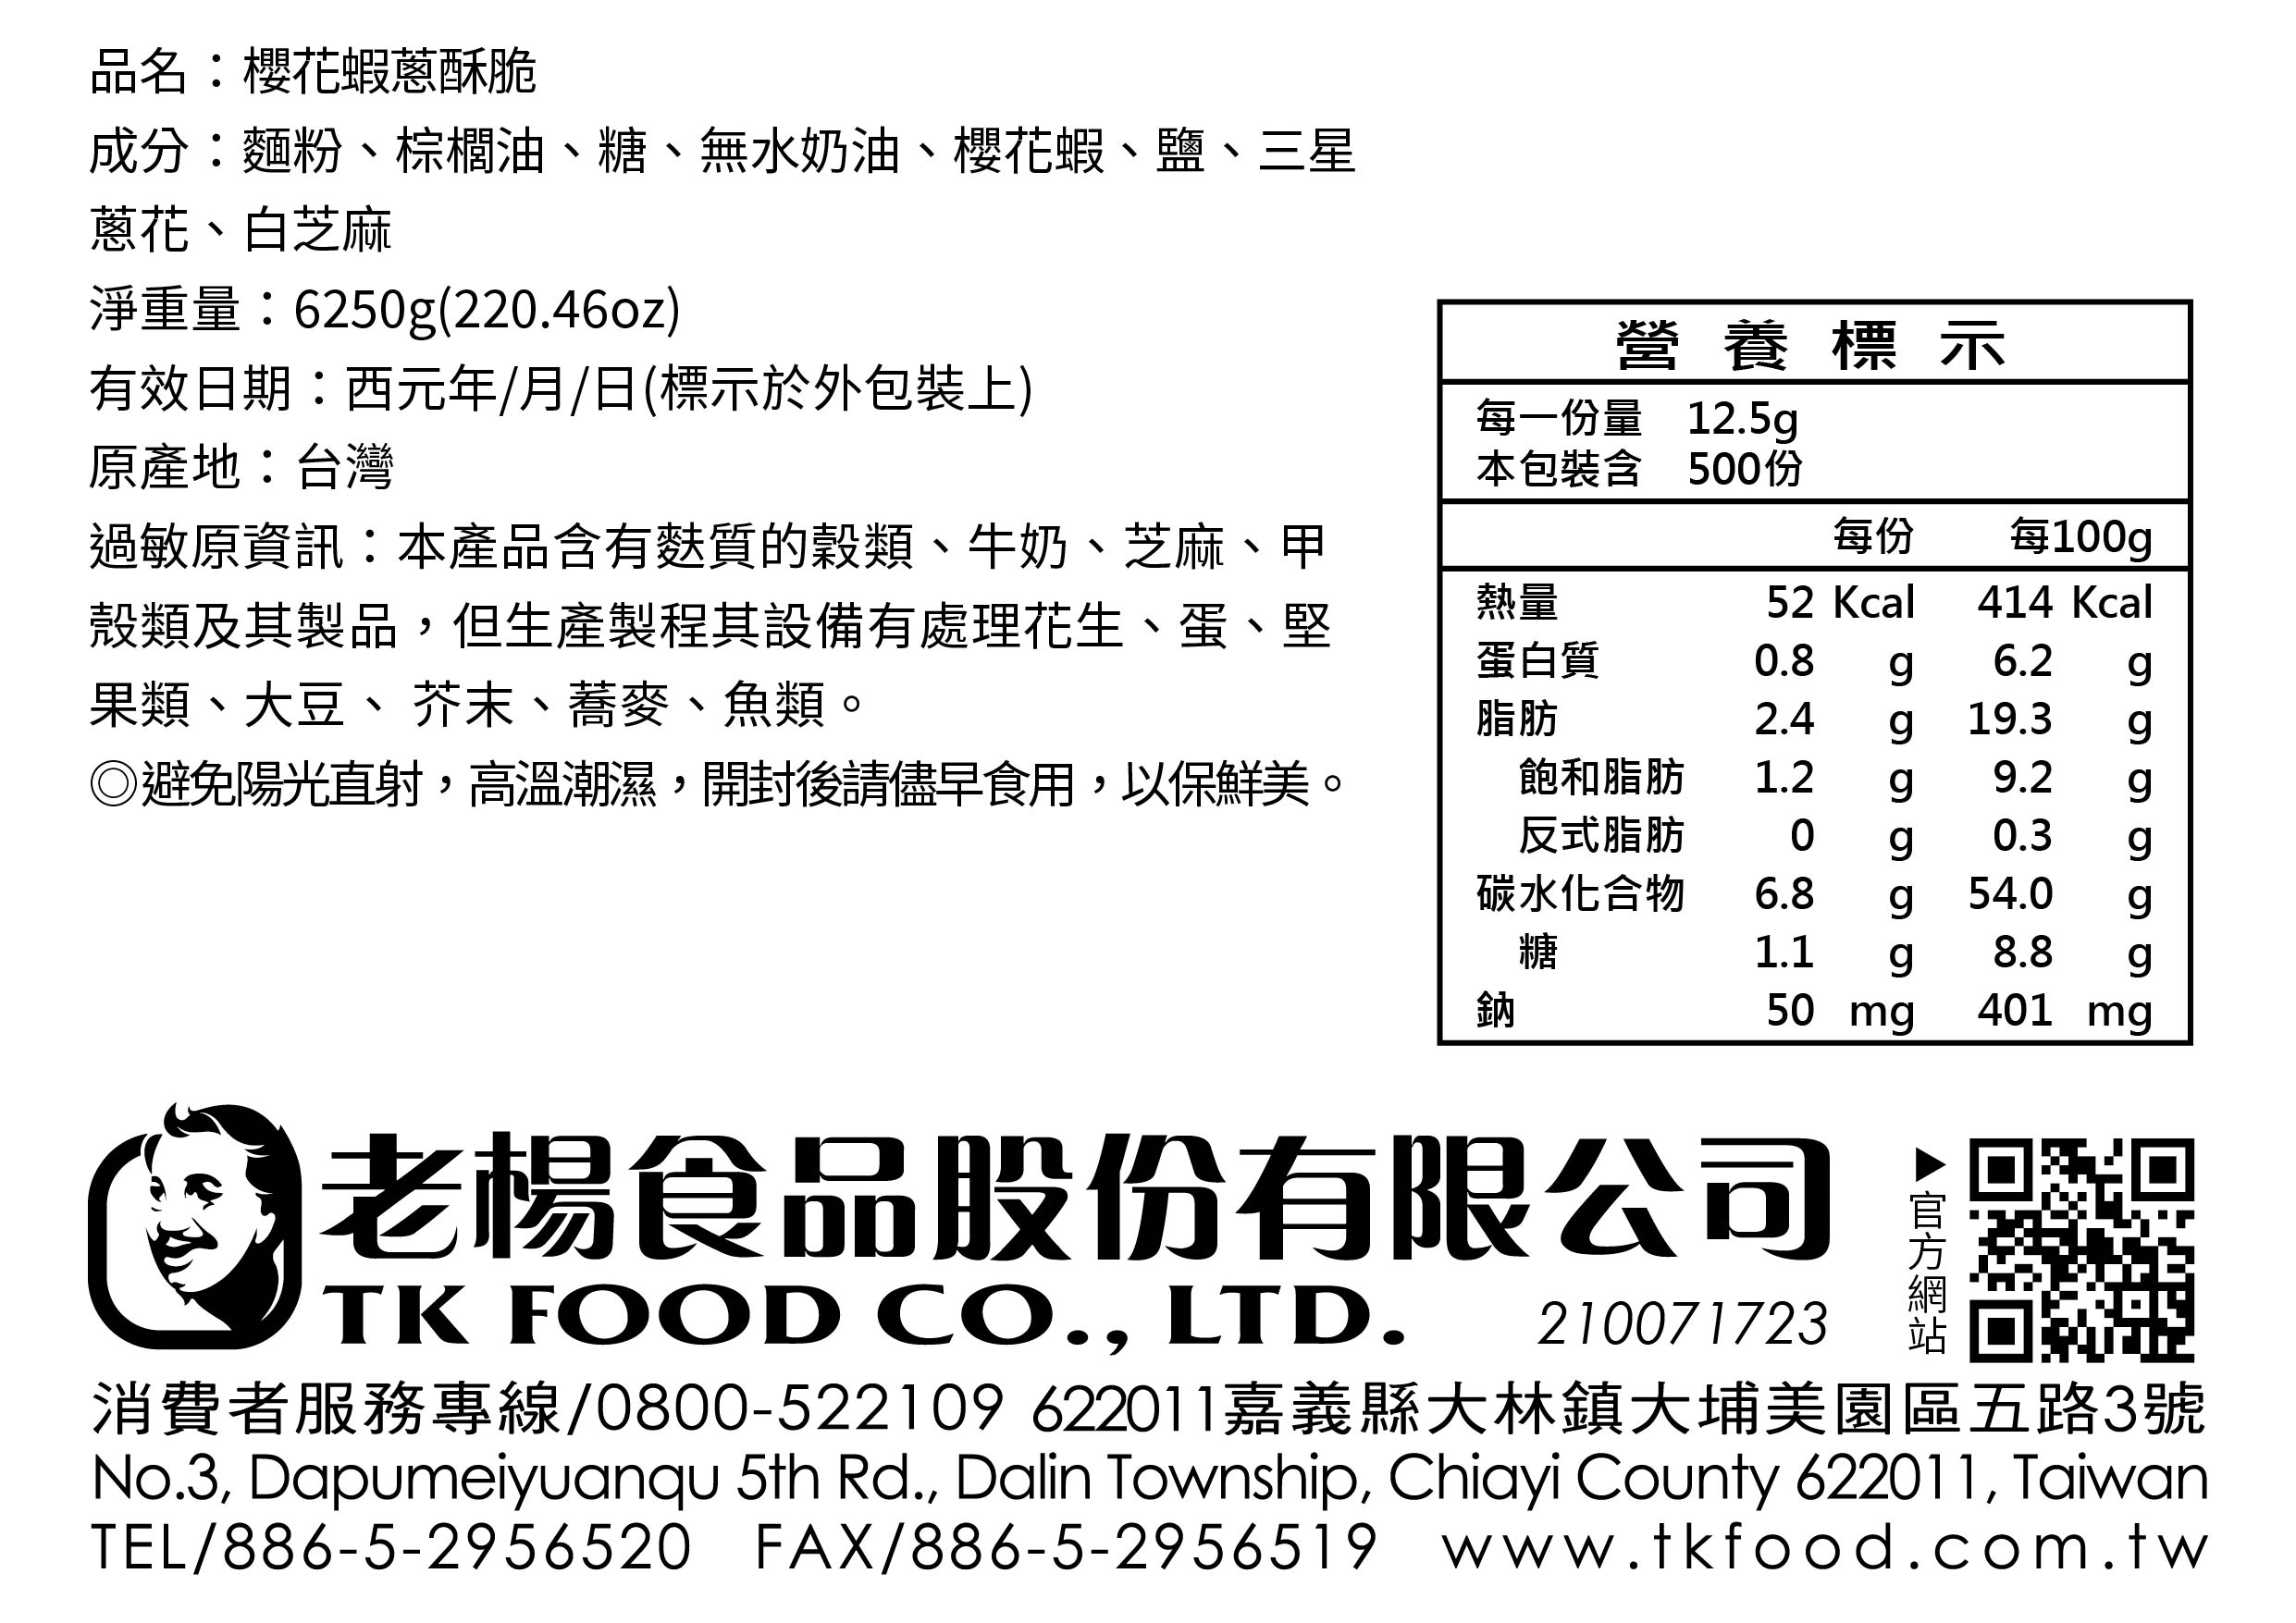 品名：櫻花蝦蔥酥脆
成分：麵粉、棕櫚油、糖、無水奶油、櫻花蝦、鹽、三星
蔥花、白芝麻
淨重量：6250g(220.46oz)
有效日期：西元年/月/日(標示於外包裝上)
原產地：台灣
過敏原資訊：本產品含有麩質的穀類、牛奶、芝麻、甲
殼類及其製品，但生產製程其設備有處理花生、蛋、堅
果類、大豆、 芥末、蕎麥、魚類。
◎避免陽光直射，高溫潮濕，開封後請儘早食用，以保鮮美。
營養標示
每一份量 12.5g
本包裝含 500份
每份 每100g
熱量 52 Kcal 414 Kcal
蛋白質 0.8 g 6.2 g
脂肪 2.4 g 19.3 g
飽和脂肪 1.2 g 9.2 g
反式脂肪 0 g 0.3 g
碳水化合物 6.8 g 54.0 g
糖 1.1 g 8.8 g
鈉 50 mg 401 mg
老楊食品股份有限公司
TK FOOD CO., LTD. 210071723
▶官方網站
消費者服務專線/0800-522109 622011嘉義縣大林鎮大埔美園區五路3號
No.3, Dapumeiyuanqu 5th Rd., Dalin Township, Chiayi County 622011, Taiwan
TEL/886-5-2956520 FAX/886-5-2956519 www.tkfood.com.tw